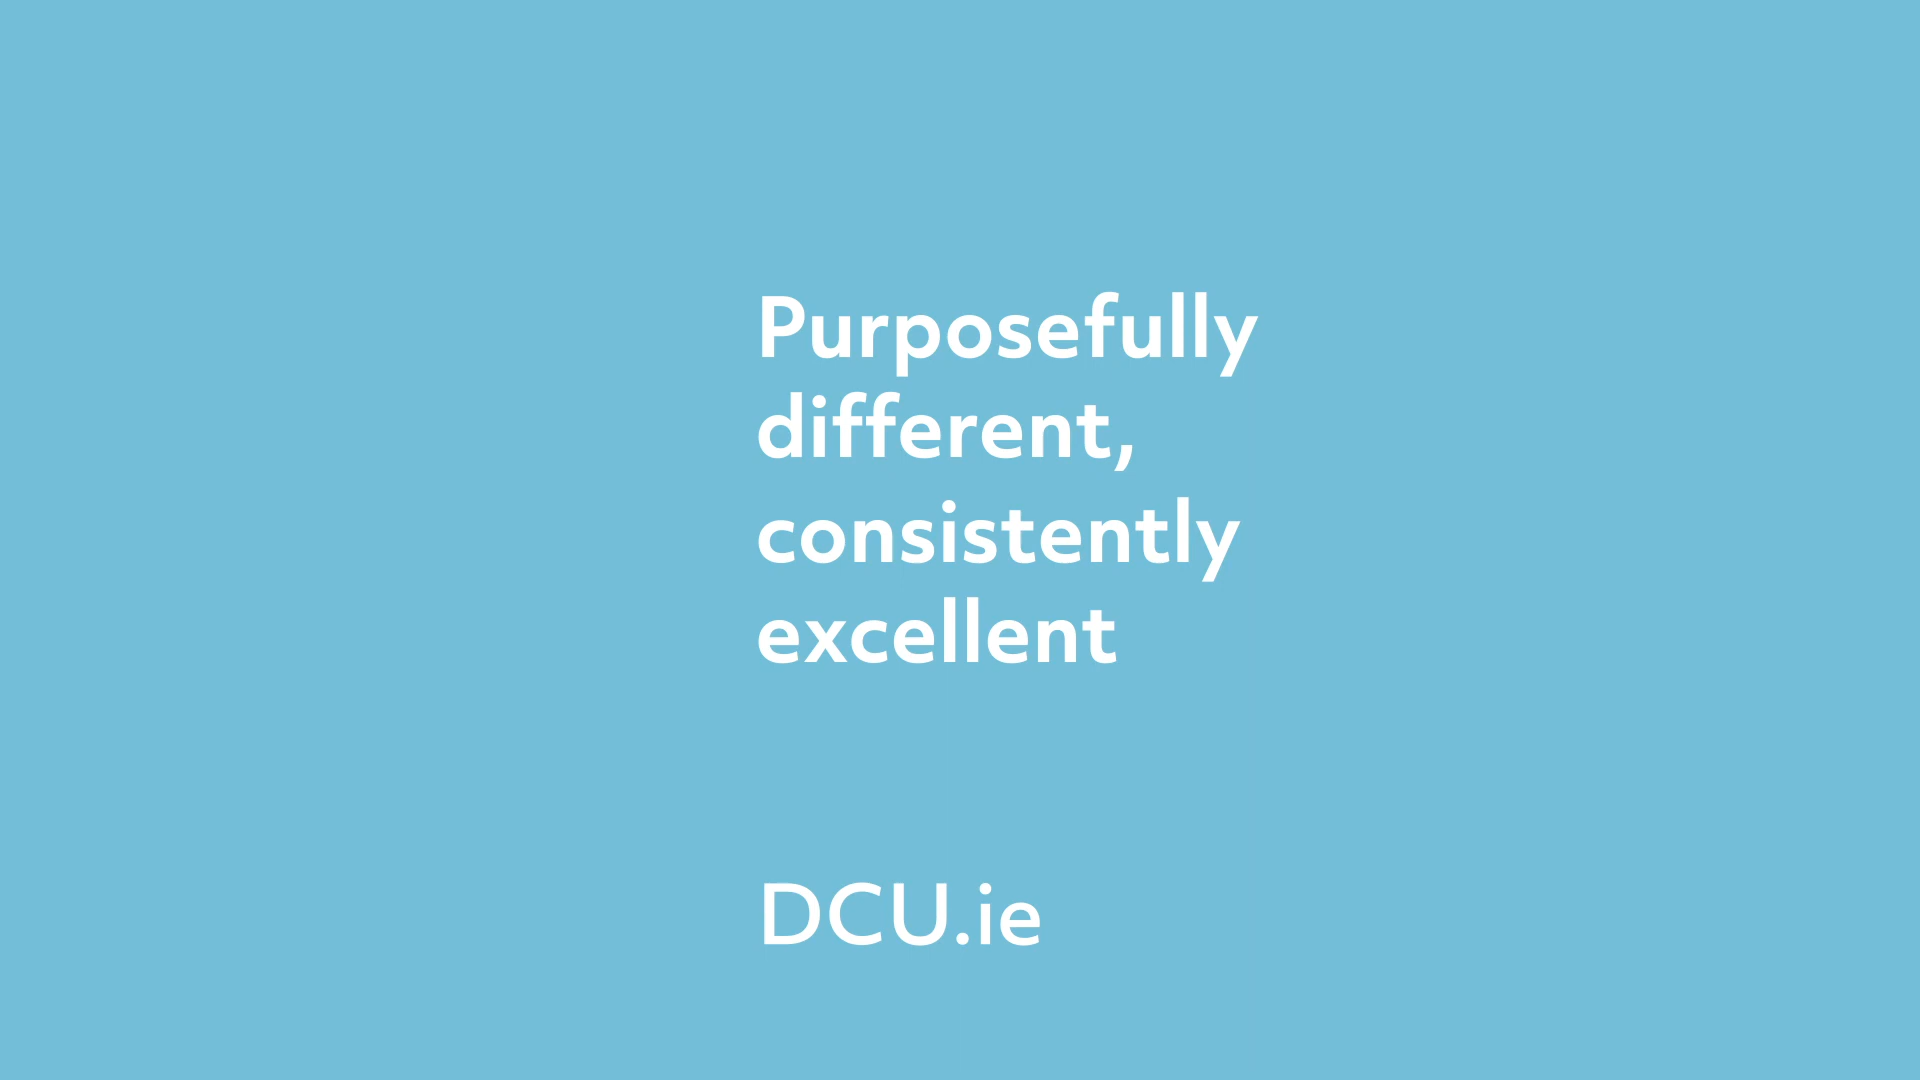 Purposefully
different,
consistently
excellent
DCU.ie